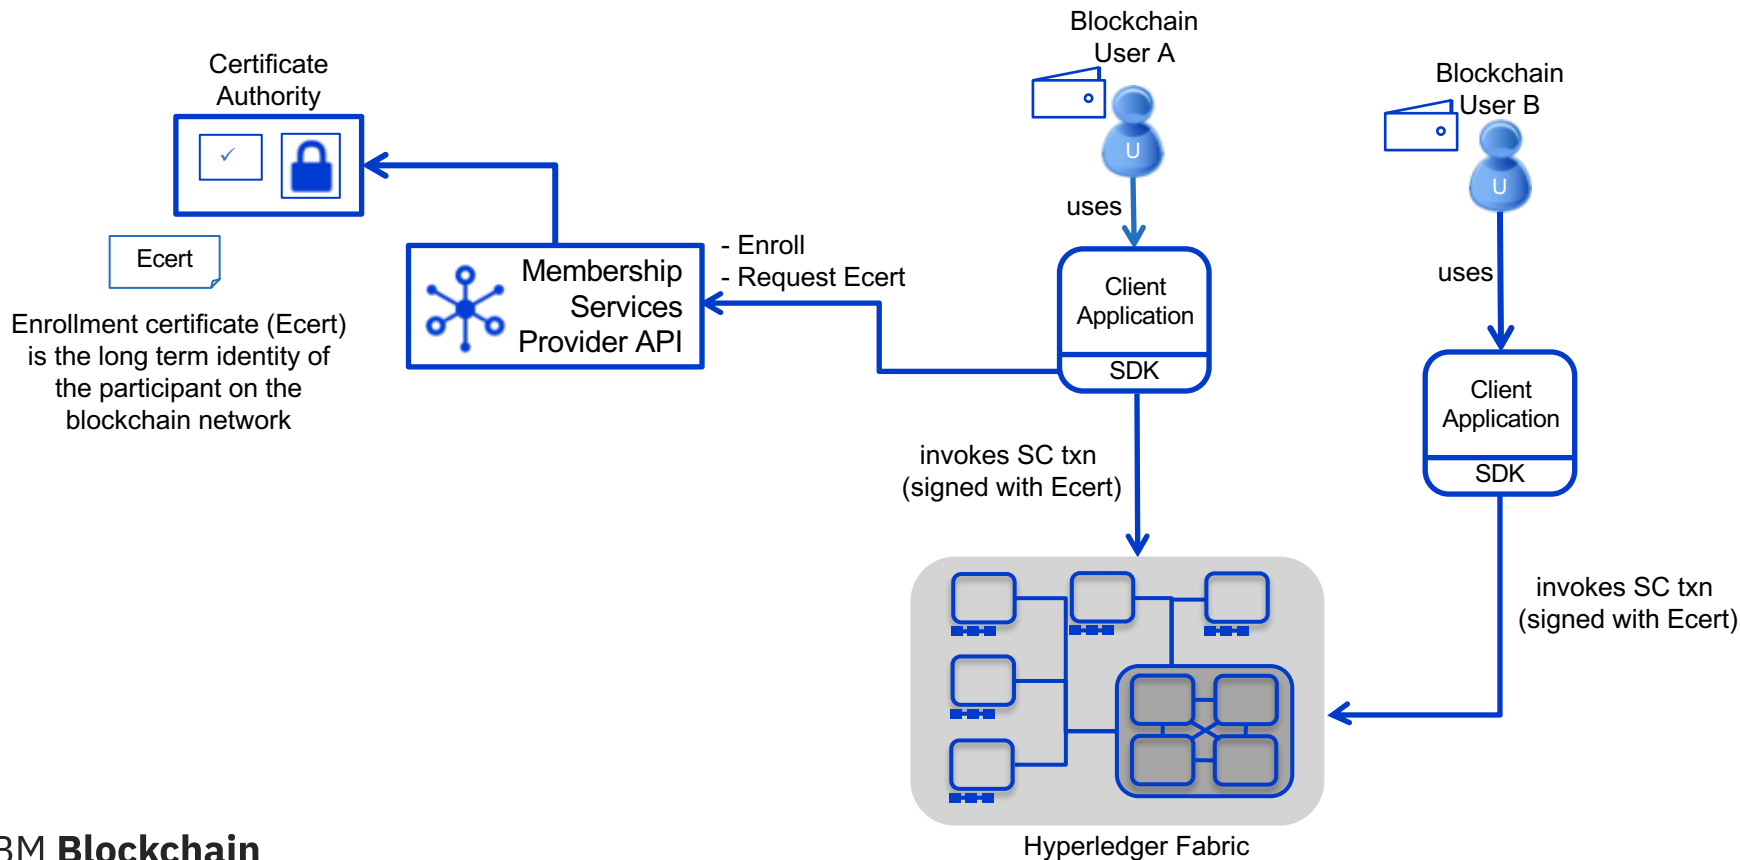 Certificate
Authority
✓
Ecert
Enrollment certificate (Ecert)
is the long term identity of
the participant on the
blockchain network
Membership
Services
Provider API
- Enroll
- Request Ecert
Blockchain
User A
U
uses
Client
Application
SDK
invokes SC txn
(signed with Ecert)
Blockchain
User B
U
uses
Client
Application
SDK
invokes SC txn
(signed with Ecert)
Hyperledger Fabric
BM Blockchain